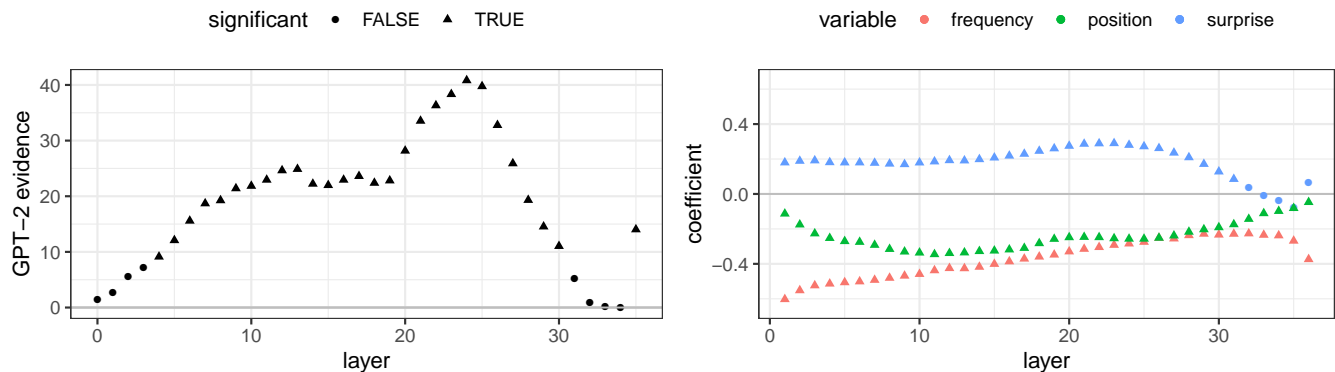 significant FALSE TRUE
GPT−2 evidence
40
30
20
10
0
0 10 20 30
layer
variable frequency position surprise
coefficient
0.4
0.0
−0.4
0 10 20 30
layer